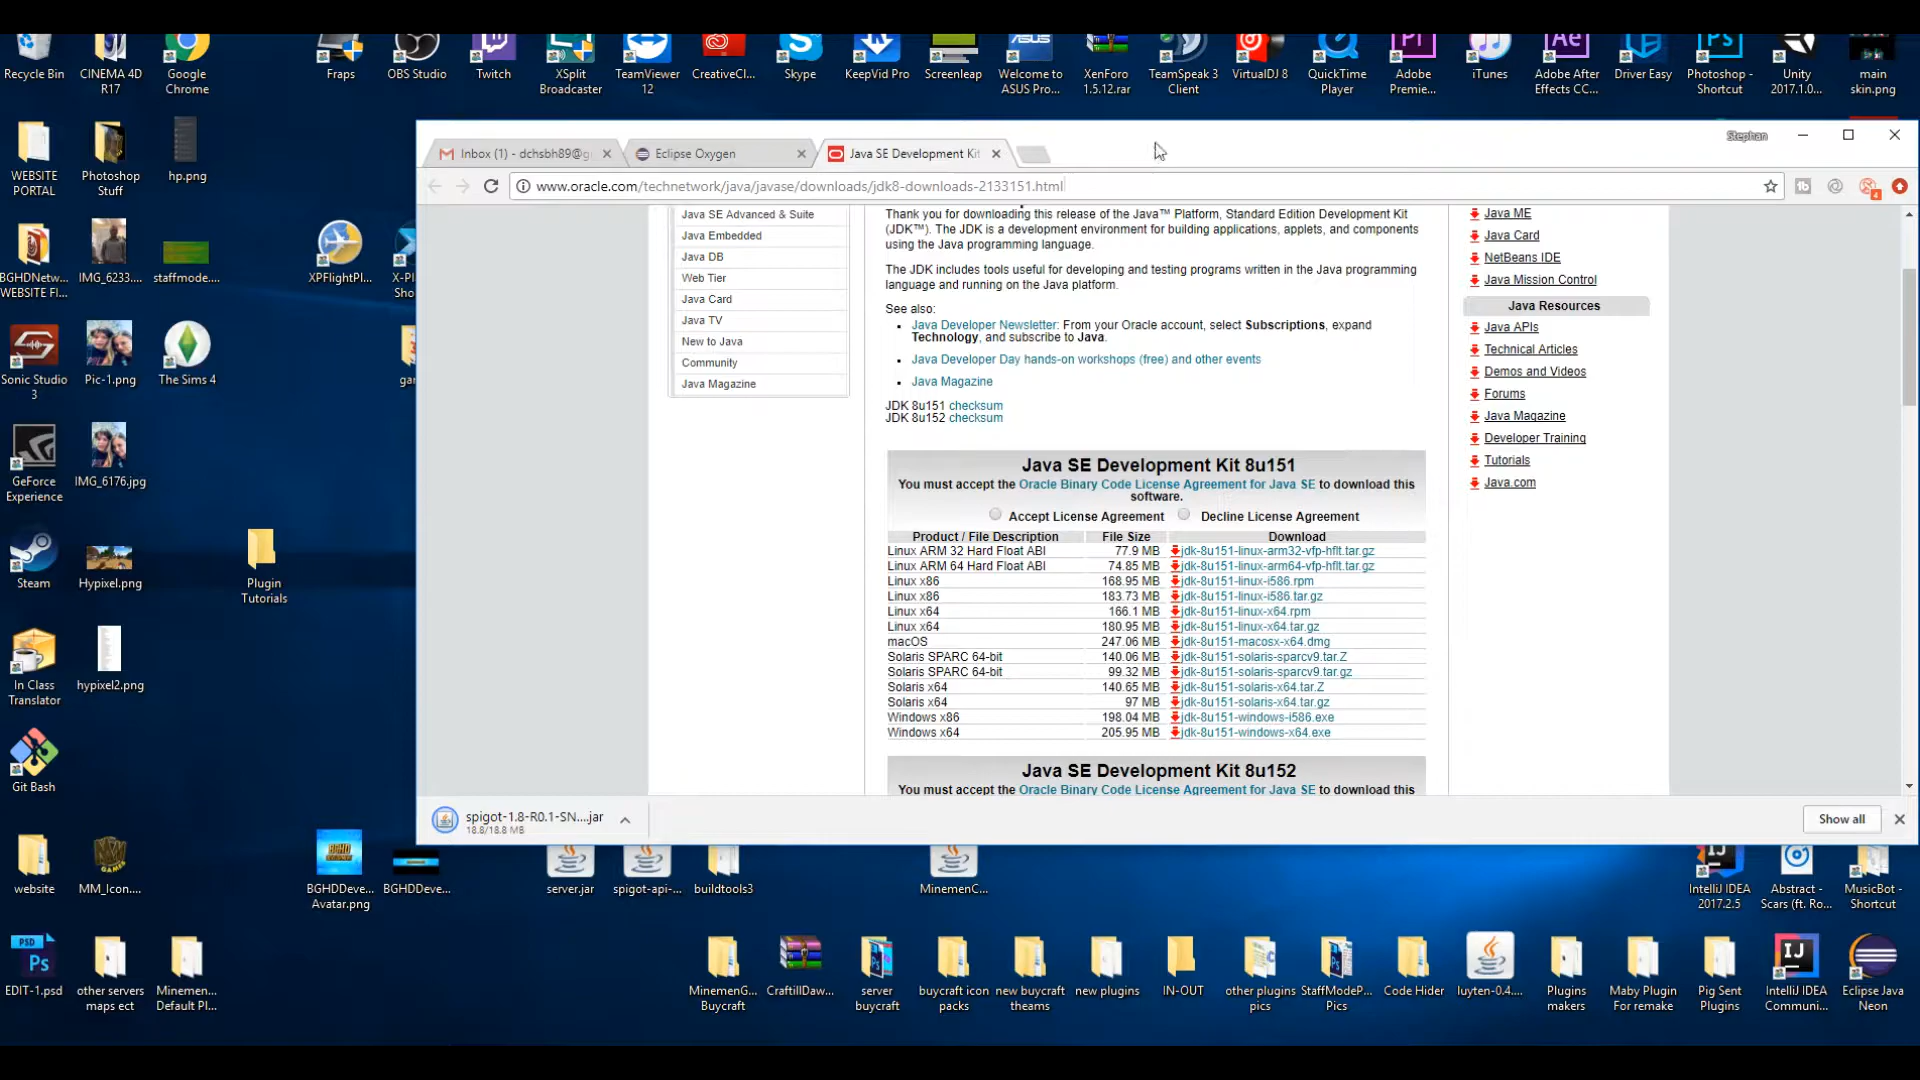 Recycle Bin
CINEMA 4D
R17
Google
Chrome
Fraps
OBS Studio
Twitch
XSplit
Broadcaster
TeamViewer
12
CreativeCl...
Skype
KeepVid Pro
Screenleap
Welcome to
ASUS Pro...
XenForo
1.5.12.rar
TeamSpeak 3
Client
VirtualDJ 8
QuickTime
Player
Adobe
Premie...
iTunes
Adobe After
Effects CC...
Driver Easy
Photoshop -
Shortcut
Unity
2017.1.0...
main
skin.png
WEBSITE
PORTAL
Photoshop
Stuff
hp.png
BGHDNetw...
WEBSITE Fl...
IMG_6233....
staffmode....
XPFlightPl...
X-Pl
Sho
Sonic Studio
3
Pic-1.png
The Sims 4
gar
GeForce
Experience
IMG_6176.jpg
Steam
Hypixel.png
Plugin
Tutorials
In Class
Translator
hypixel2.png
Git Bash
Stephan
Inbox (1) - dchsbh89@g
Eclipse Oxygen
Java SE Development Kit
www.oracle.com/technetwork/java/javase/downloads/jdk8-downloads-2133151.html
Java SE Advanced & Suite
Java Embedded
Java DB
Web Tier
Java Card
Java TV
New to Java
Community
Java Magazine
Thank you for downloading this release of the Java™ Platform, Standard Edition Development Kit
(JDK™). The JDK is a development environment for building applications, applets, and components
using the Java programming language.
The JDK includes tools useful for developing and testing programs written in the Java programming
language and running on the Java platform.
See also:
Java Developer Newsletter: From your Oracle account, select Subscriptions, expand
Technology, and subscribe to Java.
Java Developer Day hands-on workshops (free) and other events
Java Magazine
JDK 8u151 checksum
JDK 8u152 checksum
Java SE Development Kit 8u151
You must accept the Oracle Binary Code License Agreement for Java SE to download this
software.
Accept License Agreement Decline License Agreement
Product / File Description File Size Download
Linux ARM 32 Hard Float ABI 77.9 MB jdk-8u151-linux-arm32-vfp-hflt.tar.gz
Linux ARM 64 Hard Float ABI 74.85 MB jdk-8u151-linux-arm64-vfp-hflt.tar.gz
Linux x86 168.95 MB jdk-8u151-linux-i586.rpm
Linux x86 183.73 MB jdk-8u151-linux-i586.tar.gz
Linux x64 166.1 MB jdk-8u151-linux-x64.rpm
Linux x64 180.95 MB jdk-8u151-linux-x64.tar.gz
macOS 247.06 MB jdk-8u151-macosx-x64.dmg
Solaris SPARC 64-bit 140.06 MB jdk-8u151-solaris-sparcv9.tar.Z
Solaris SPARC 64-bit 99.32 MB jdk-8u151-solaris-sparcv9.tar.gz
Solaris x64 140.65 MB jdk-8u151-solaris-x64.tar.Z
Solaris x64 97 MB jdk-8u151-solaris-x64.tar.gz
Windows x86 198.04 MB jdk-8u151-windows-i586.exe
Windows x64 205.95 MB jdk-8u151-windows-x64.exe
Java SE Development Kit 8u152
You must accept the Oracle Binary Code License Agreement for Java SE to download this
Java ME
Java Card
NetBeans IDE
Java Mission Control
Java Resources
Java APIs
Technical Articles
Demos and Videos
Forums
Java Magazine
Developer Training
Tutorials
Java.com
spigot-1.8-R0.1-SN....jar
18.8/18.8 MB
Show all
website
MM_Icon....
BGHDDeve...
Avatar.png
BGHDDeve...
server.jar
spigot-api-...
buildtools3
MinemenC...
IntelliJ IDEA
2017.2.5
Abstract -
Scars (ft. Ro...
MusicBot -
Shortcut
EDIT-1.psd
other servers
maps ect
Minemen...
Default Pl...
MinemenG...
Buycraft
CraftillDaw...
server
buycraft
buycraft icon
packs
new buycraft
theams
new plugins
IN-OUT
other plugins
pics
StaffModeP...
Pics
Code Hider
luyten-0.4....
Plugins
makers
Maby Plugin
For remake
Pig Sent
Plugins
IntelliJ IDEA
Communi...
Eclipse Java
Neon